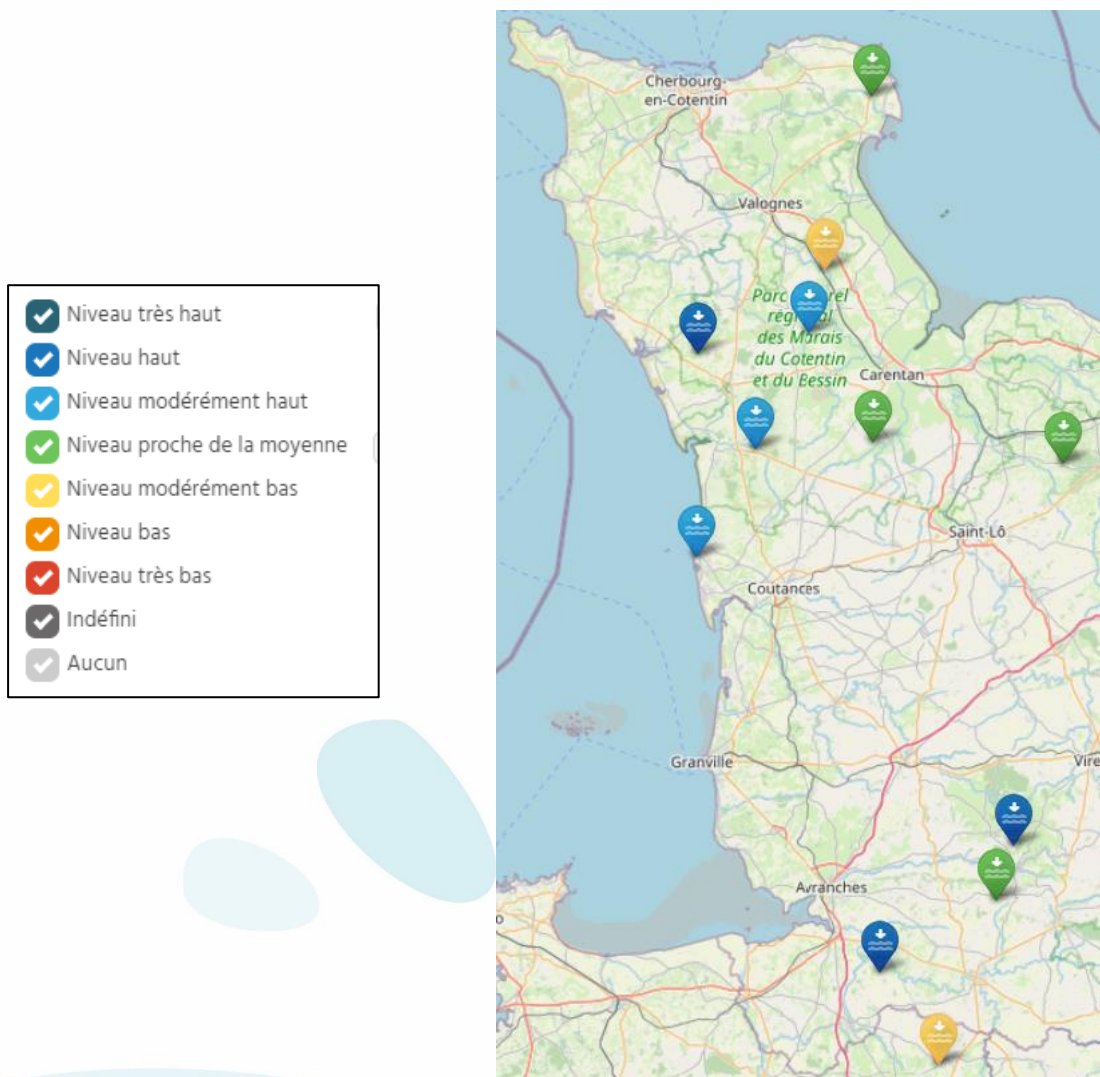 Niveau très haut
Niveau haut
Niveau modérément haut
Niveau proche de la moyenne
Niveau modérément bas
Niveau bas
Niveau très bas
Indéfini
Aucun
Cherbourg-
en-Cotentin
Valognes
des Marais
du Cotentin
et du Bessin
Carentan
Saint-Lô
Coutances
Granville
Vire
Avranches